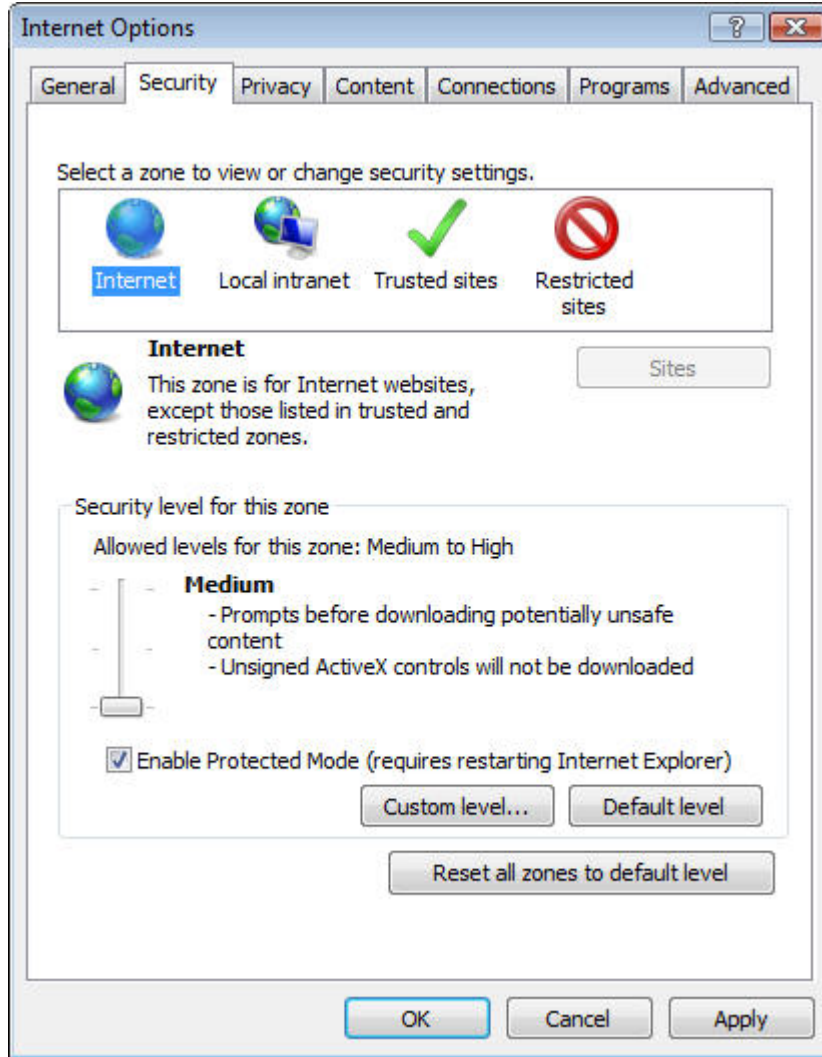 Internet Options
General Security Privacy Content Connections Programs Advanced
Select a zone to view or change security settings.
Internet Local intranet Trusted sites Restricted
sites
Internet
Sites
This zone is for Internet websites,
except those listed in trusted and
restricted zones.
Security level for this zone
Allowed levels for this zone: Medium to High
Medium
- Prompts before downloading potentially unsafe
content
- Unsigned ActiveX controls will not be downloaded
Enable Protected Mode (requires restarting Internet Explorer)
Custom level... Default level
Reset all zones to default level
OK Cancel Apply